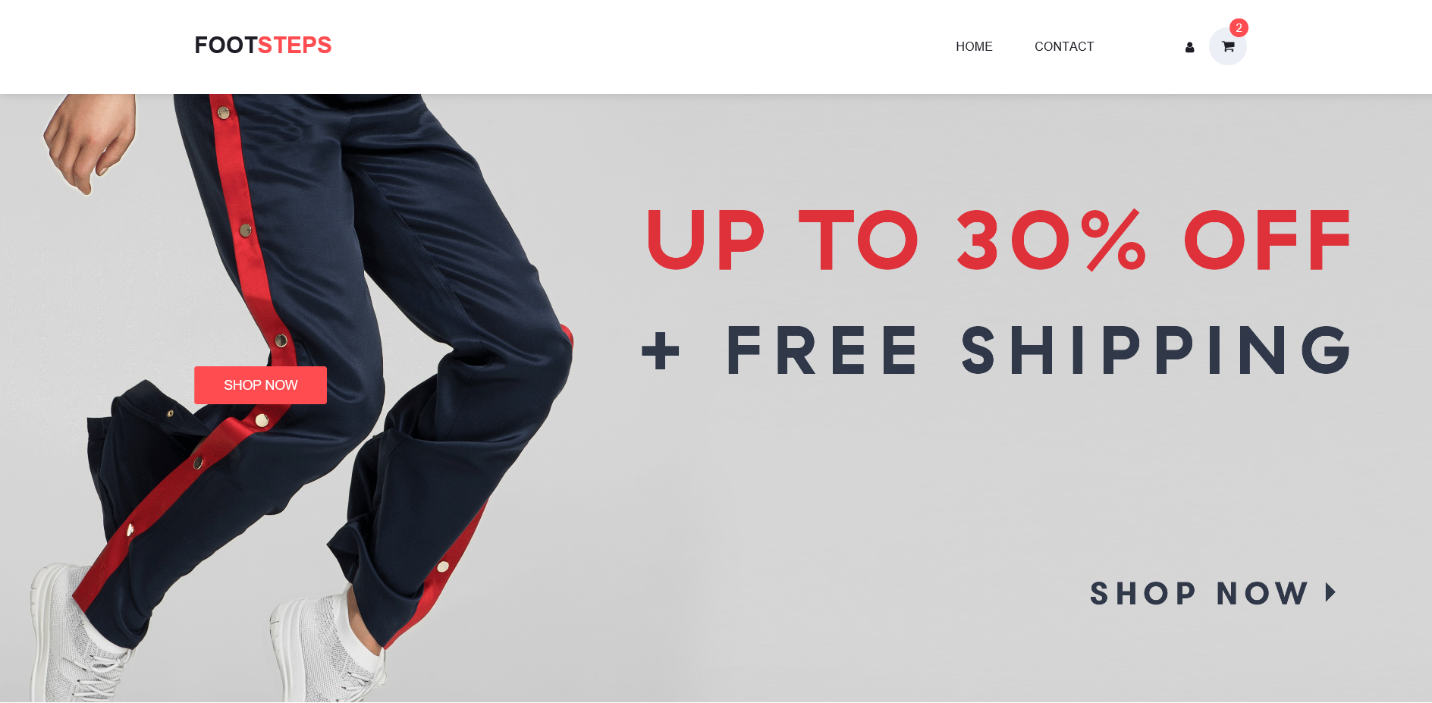 FOOTSTEPS
HOME CONTACT
2
UP TO 30% OFF
+ FREE SHIPPING
SHOP NOW
SHOP NOW